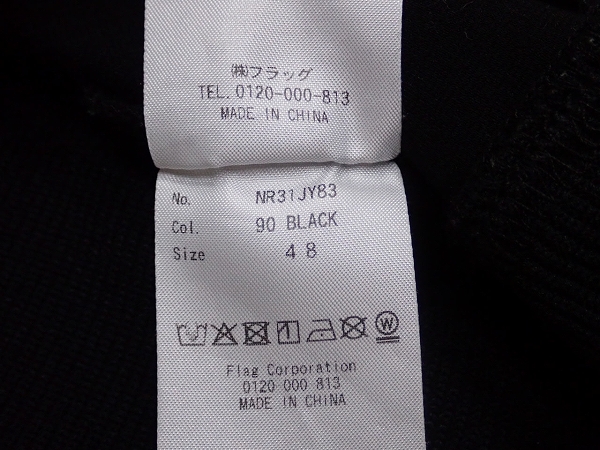 ㈱フラッグ
TEL.0120-000-813
MADE IN CHINA
No. NR31JY83
Col. 90 BLACK
Size 48
W
Flag Corporation
0120 000 813
MADE IN CHINA